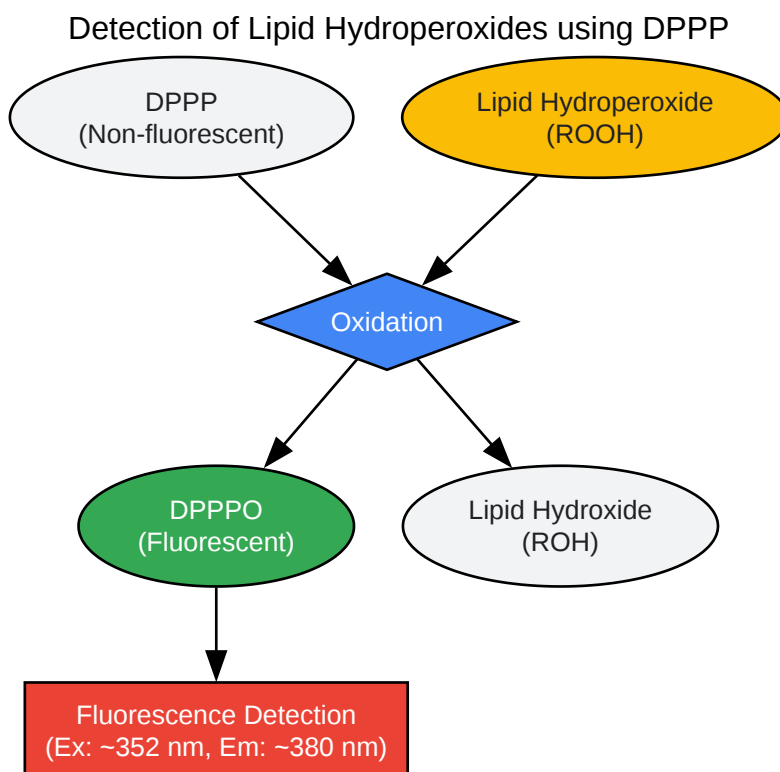 Detection of Lipid Hydroperoxides using DPPP
DPPP
(Non-fluorescent)
Lipid Hydroperoxide
(ROOH)
Oxidation
DPPPO
(Fluorescent)
Lipid Hydroxide
(ROH)
Fluorescence Detection
(Ex: ~352 nm, Em: ~380 nm)